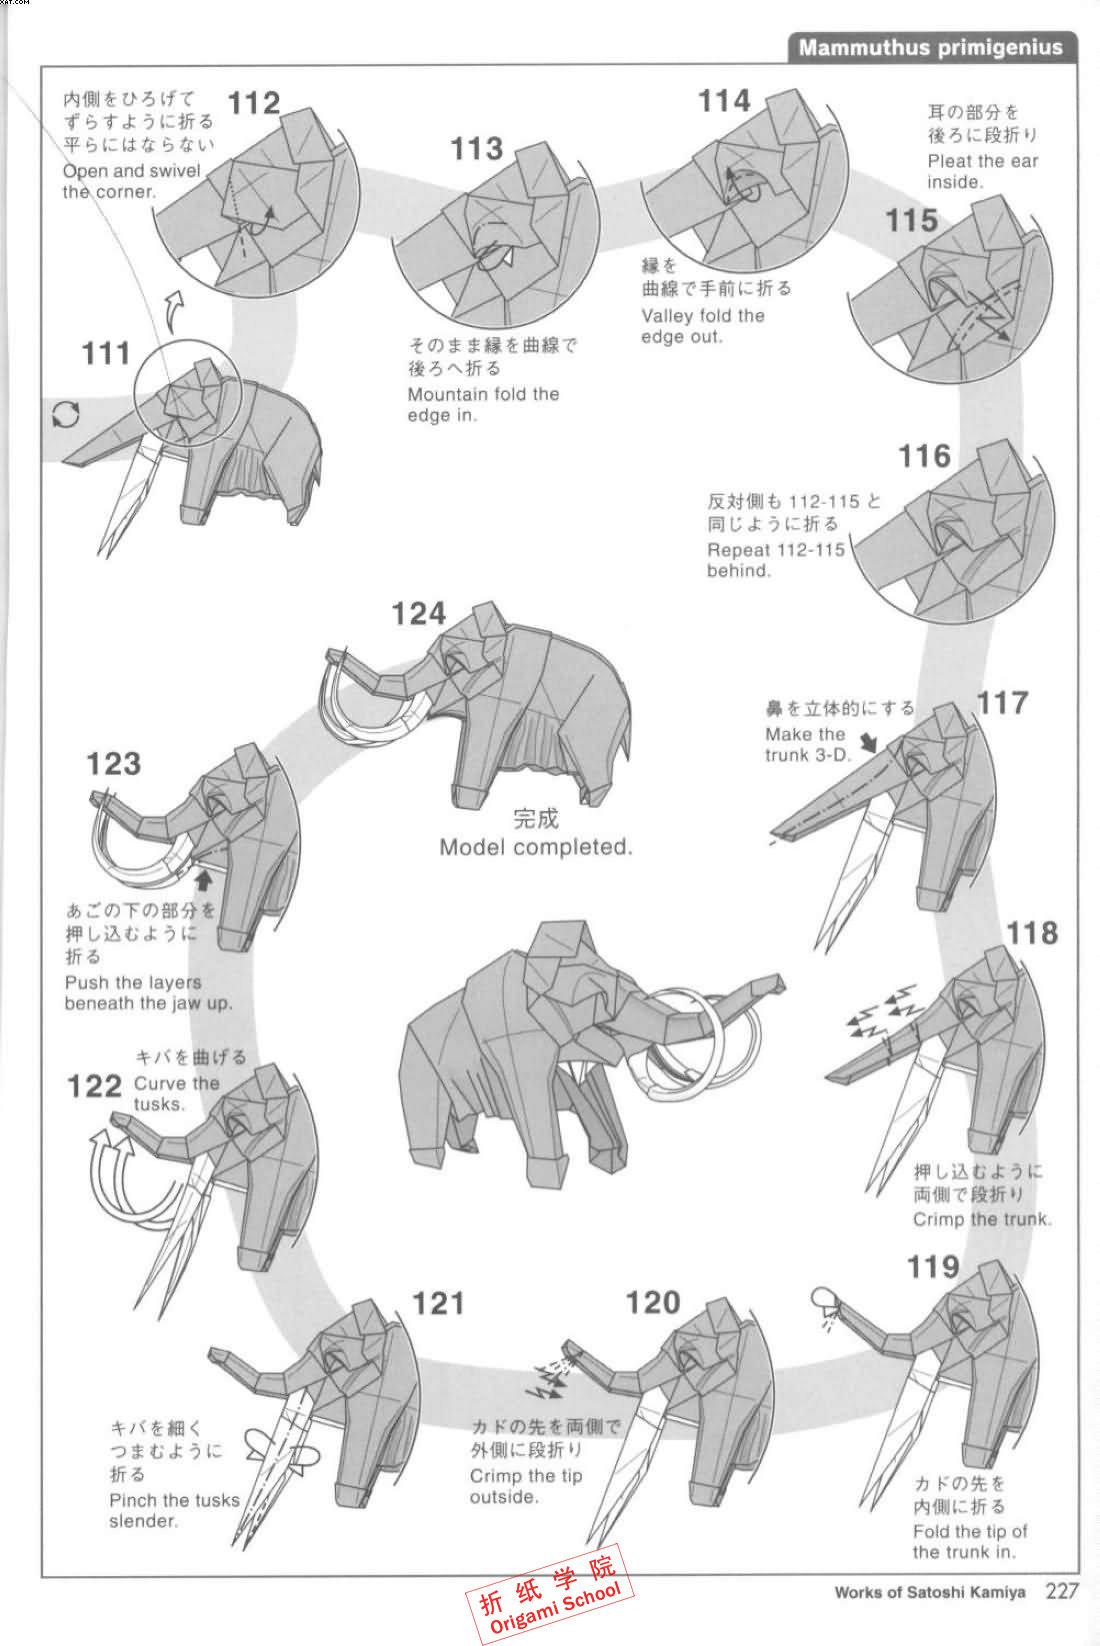 XAT.COM
Mammuthus primigenius
内側をひろげて
ずらすように折る
平らにはならない
Open and swivel
the corner.
112
113
114
耳の部分を
後ろに段折り
Pleat the ear
inside.
115
縁を
曲線で手前に折る
Valley fold the
edge out.
111
そのまま縁を曲線で
後ろへ折る
Mountain fold the
edge in.
116
反対側も 112-115 と
同じように折る
Repeat 112-115
behind.
124
完成
Model completed.
117
鼻を立体的にする
Make the
trunk 3-D.
123
あごの下の部分を
押し込むように
折る
Push the layers
beneath the jaw up.
118
押し込むように
両側で段折り
Crimp the trunk.
キバを曲げる
122
Curve the
tusks.
119
カドの先を
内側に折る
Fold the tip of
the trunk in.
121
キバを細く
つまむように
折る
Pinch the tusks
slender.
120
カドの先を両側で
外側に段折り
Crimp the tip
outside.
折纸学院
Origami School
Works of Satoshi Kamiya 227